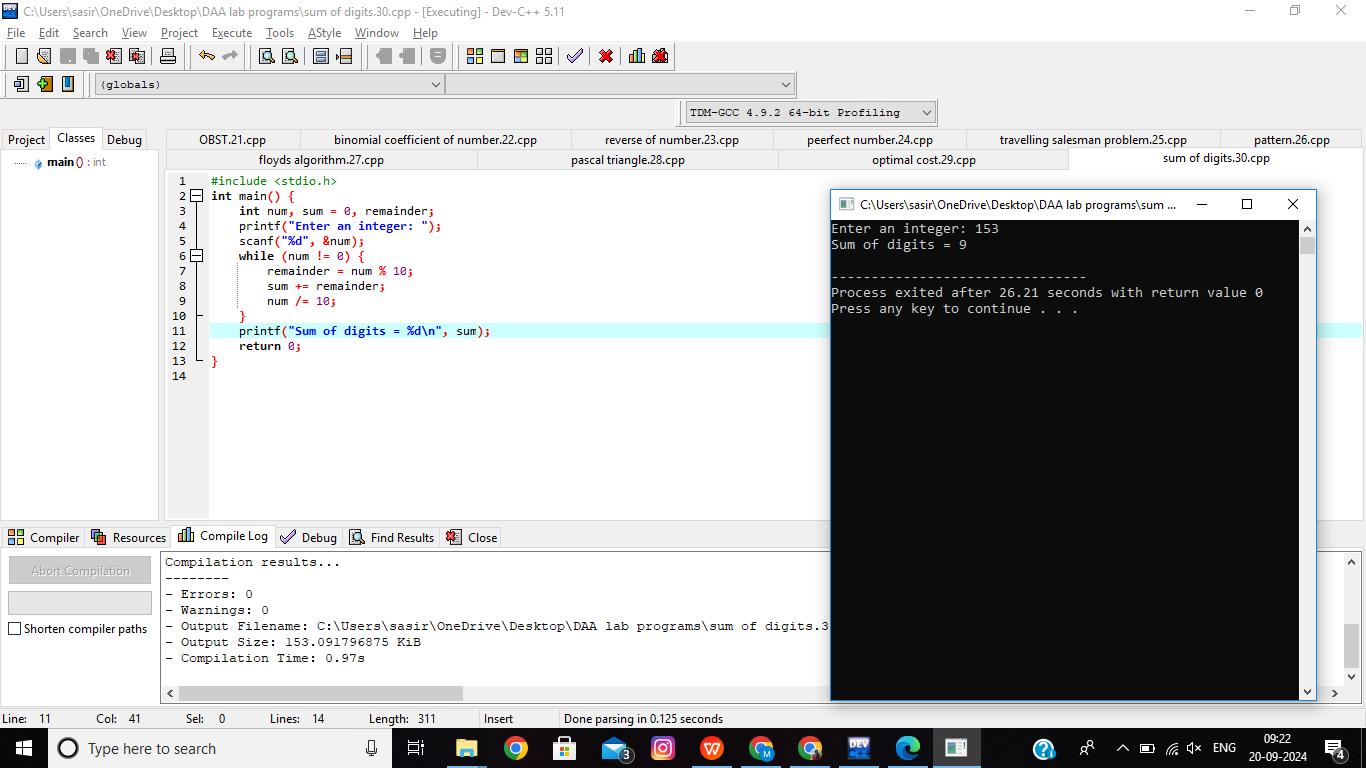 C:\Users\sasir\OneDrive\Desktop\DAA lab programs\sum of digits.30.cpp - [Executing] - Dev-C++ 5.11
File Edit Search View Project Execute Tools AStyle Window Help
(globals)
TDM-GCC 4.9.2 64-bit Profiling
Project Classes Debug
main () : int
OBST.21.cpp binomial coefficient of number.22.cpp reverse of number.23.cpp peerfect number.24.cpp travelling salesman problem.25.cpp pattern.26.cpp
floyds algorithm.27.cpp pascal triangle.28.cpp optimal cost.29.cpp sum of digits.30.cpp
1 #include <stdio.h>
2 int main() {
3 int num, sum = 0, remainder;
4 printf("Enter an integer: ");
5 scanf("%d", &num);
6 while (num != 0) {
7 remainder = num % 10;
8 sum += remainder;
9 num /= 10;
10 }
11 printf("Sum of digits = %d\n", sum);
12 return 0;
13 }
14
C:\Users\sasir\OneDrive\Desktop\DAA lab programs\sum ...
Enter an integer: 153
Sum of digits = 9
--------------------------------
Process exited after 26.21 seconds with return value 0
Press any key to continue . . .
Compiler Resources Compile Log Debug Find Results Close
Abort Compilation
Shorten compiler paths
Compilation results...
--------
- Errors: 0
- Warnings: 0
- Output Filename: C:\Users\sasir\OneDrive\Desktop\DAA lab programs\sum of digits.3
- Output Size: 153.091796875 KiB
- Compilation Time: 0.97s
Line: 11 Col: 41 Sel: 0 Lines: 14 Length: 311 Insert Done parsing in 0.125 seconds
Type here to search
3
DEV
ENG
09:22
20-09-2024
4